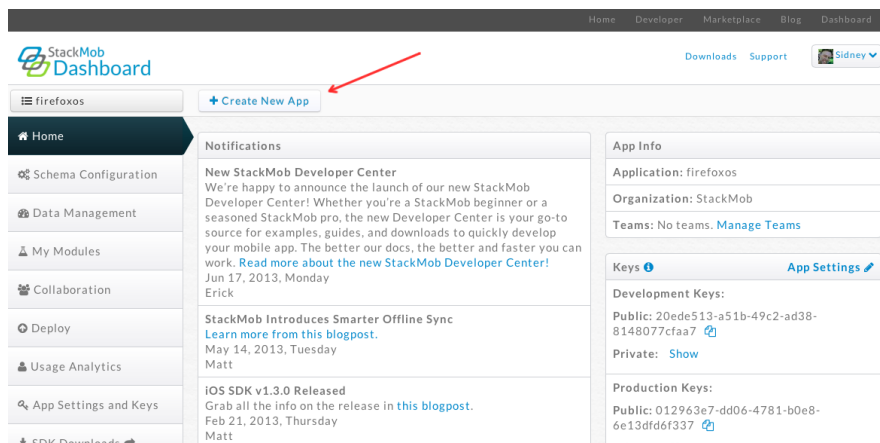 Home Developer Marketplace Blog Dashboard
StackMob
Dashboard
Downloads Support Sidney
firefoxos
+ Create New App
Home
Schema Configuration
Data Management
My Modules
Collaboration
Deploy
Usage Analytics
App Settings and Keys
SDK Downloads
Notifications
New StackMob Developer Center
We're happy to announce the launch of our new StackMob
Developer Center! Whether you're a StackMob beginner or a
seasoned StackMob pro, the new Developer Center is your go-to
source for examples, guides, and downloads to quickly develop
your mobile app. The better our docs, the better and faster you can
work. Read more about the new StackMob Developer Center!
Jun 17, 2013, Monday
Erick
StackMob Introduces Smarter Offline Sync
Learn more from this blogpost.
May 14, 2013, Tuesday
Matt
iOS SDK v1.3.0 Released
Grab all the info on the release in this blogpost.
Feb 21, 2013, Thursday
Matt
App Info
Application: firefoxos
Organization: StackMob
Teams: No teams. Manage Teams
Keys App Settings
Development Keys:
Public: 20ede513-a51b-49c2-ad38-
8148077cfaa7
Private: Show
Production Keys:
Public: 012963e7-dd06-4781-b0e8-
6e13dfd6f337